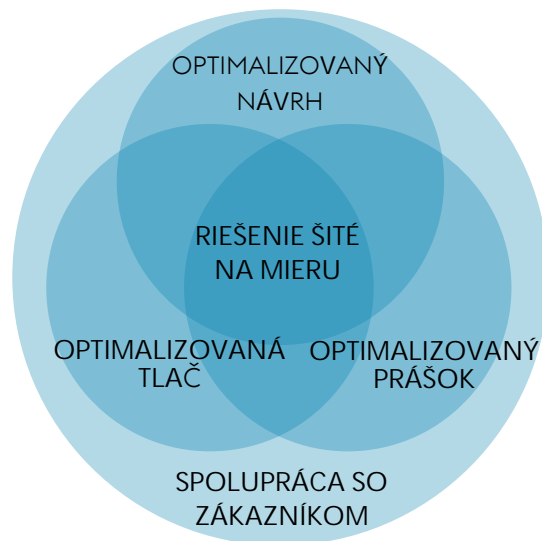 OPTIMALIZOVANÝ
NÁVRH
RIEŠENIE ŠITÉ
NA MIERU
OPTIMALIZOVANÁ
TLAČ
OPTIMALIZOVANÝ
PRÁŠOK
SPOLUPRÁCA SO
ZÁKAZNÍKOM